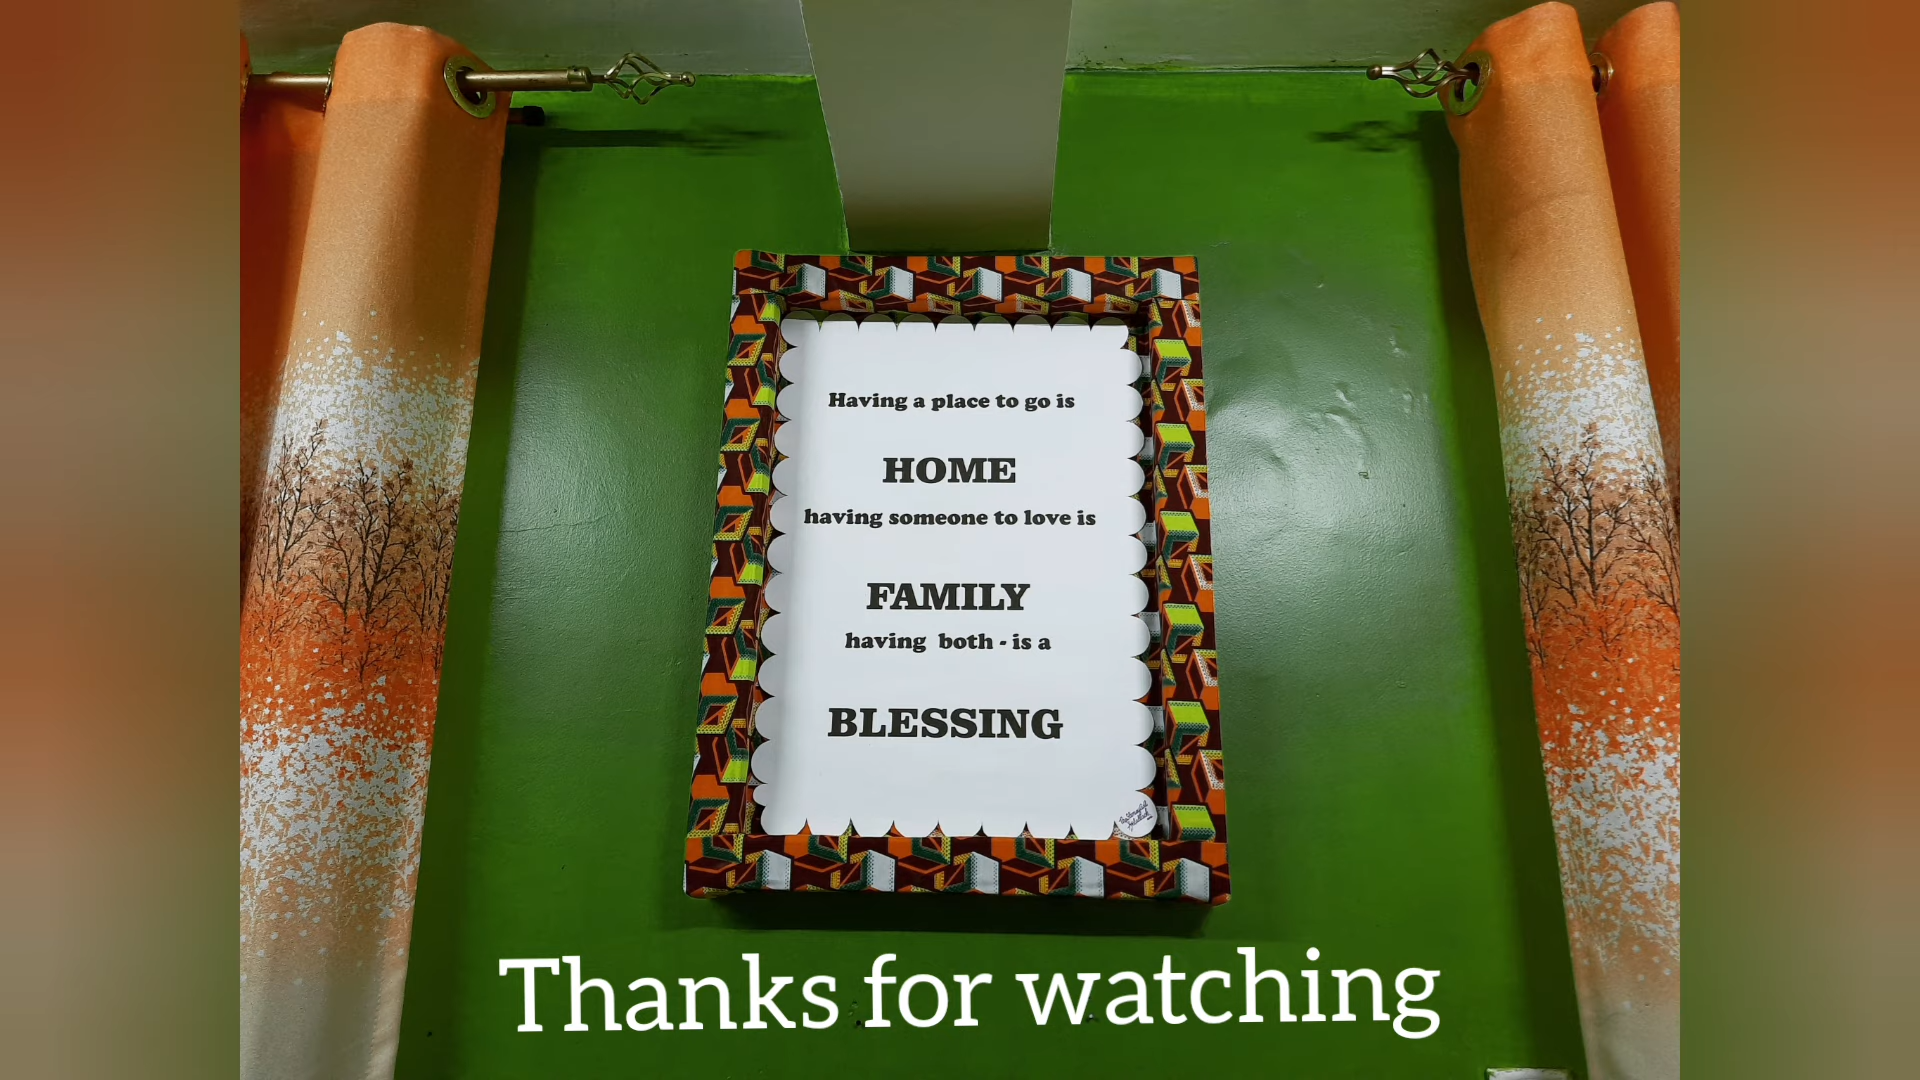 Having a place to go is
HOME
having someone to love is
FAMILY
having both - is a
BLESSING
Thanks for watching